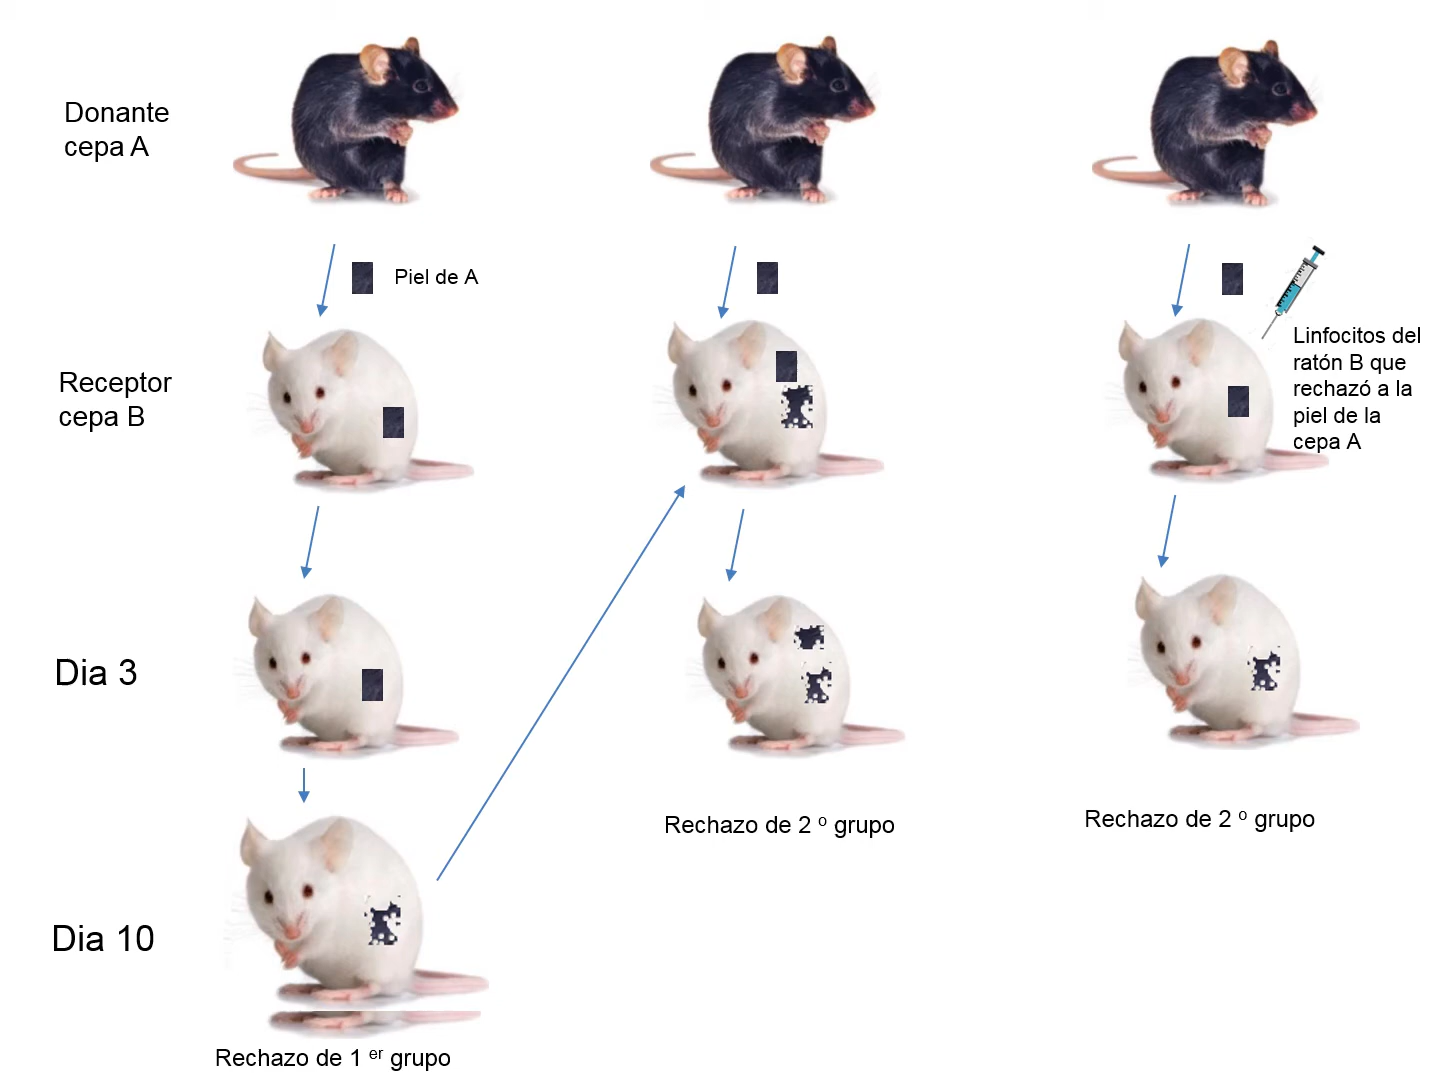 Donante
cepa A
Piel de A
Receptor
cepa B
Linfocitos del
ratón B que
rechazó a la
piel de la
cepa A
Dia 3
Rechazo de 2 º grupo
Rechazo de 2 º grupo
Dia 10
Rechazo de 1 er grupo